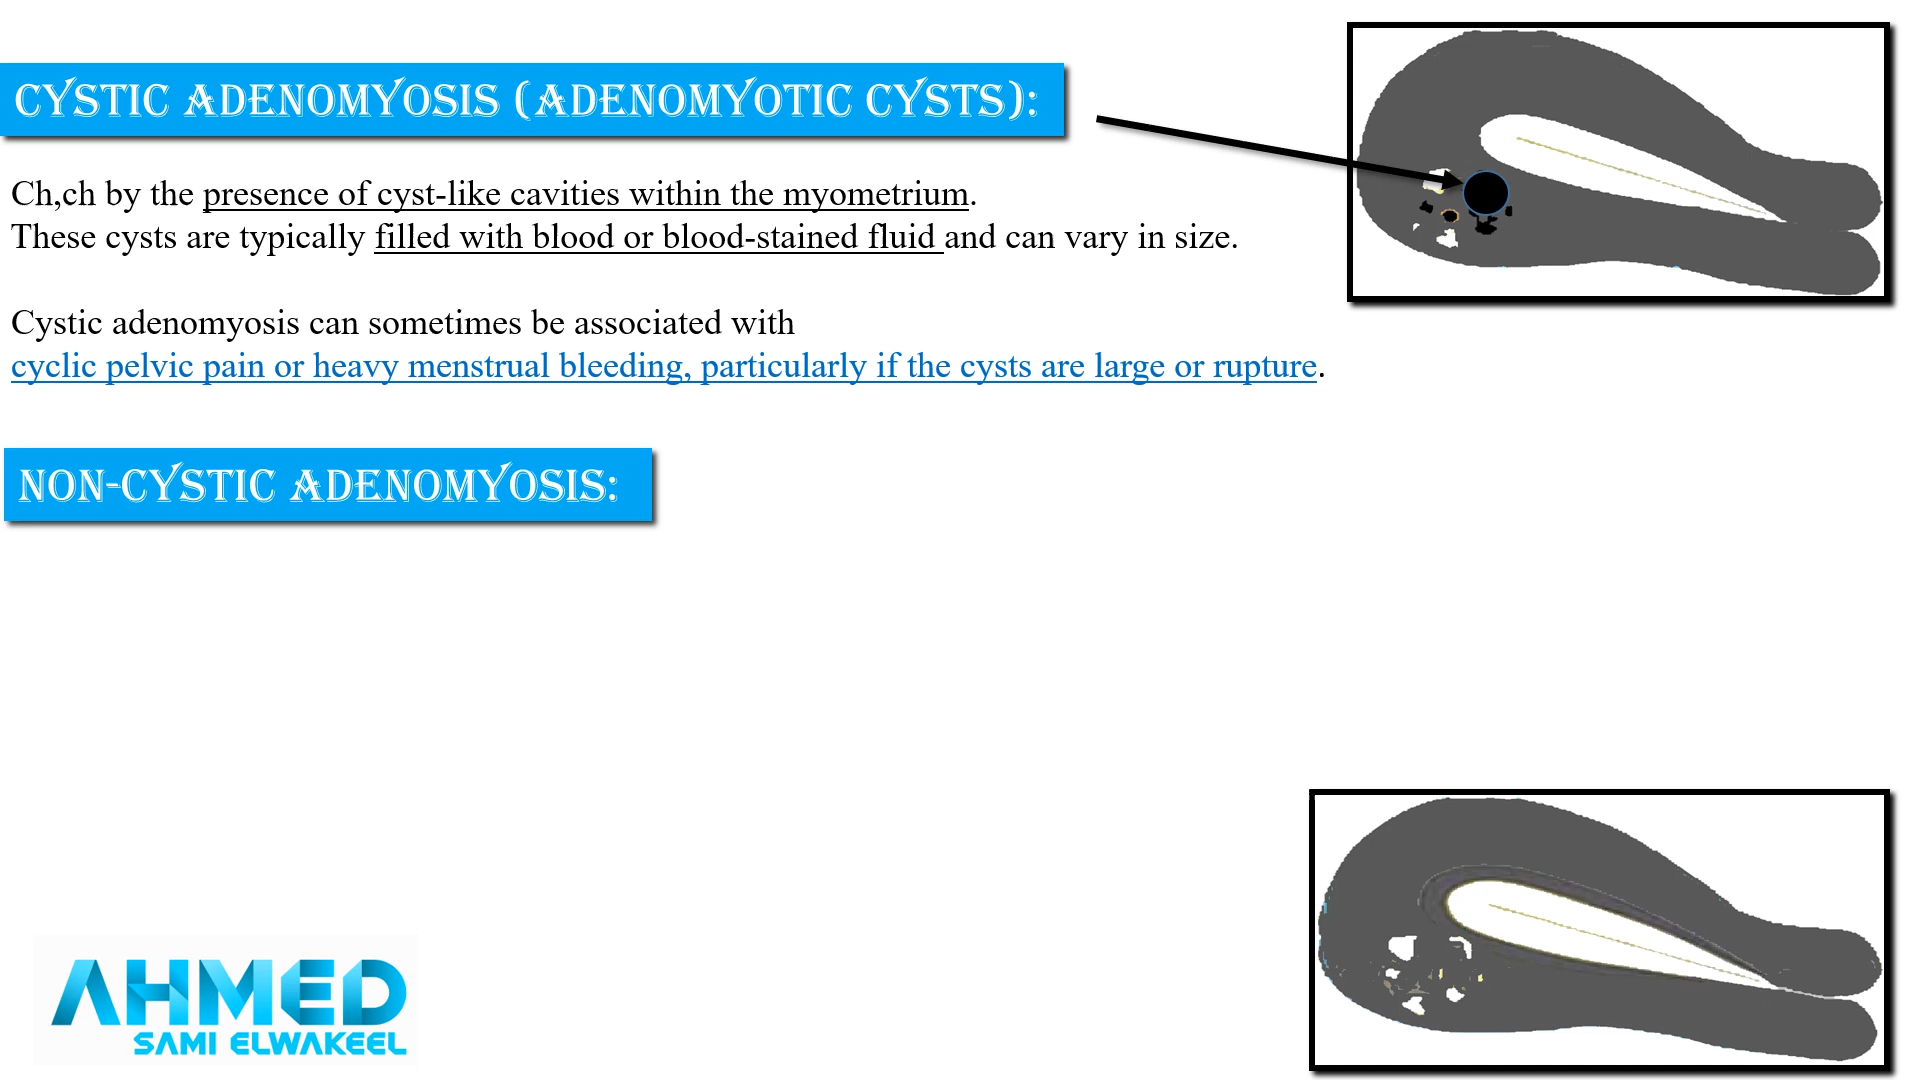 CYSTIC ADENOMYOSIS (ADENOMYOTIC CYSTS):
Ch,ch by the presence of cyst-like cavities within the myometrium.
These cysts are typically filled with blood or blood-stained fluid and can vary in size.
Cystic adenomyosis can sometimes be associated with
cyclic pelvic pain or heavy menstrual bleeding, particularly if the cysts are large or rupture.
NON-CYSTIC ADENOMYOSIS:
AHMED
SAMI ELWAKEEL